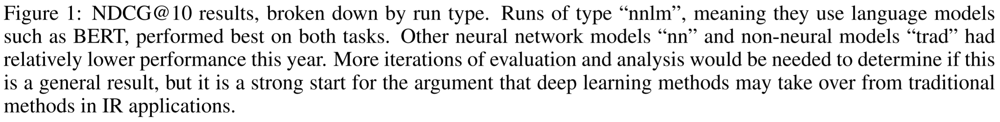 Figure 1: NDCG@10 results, broken down by run type. Runs of type “nnlm”, meaning they use language models
such as BERT, performed best on both tasks. Other neural network models “nn” and non-neural models “trad” had
relatively lower performance this year. More iterations of evaluation and analysis would be needed to determine if this
is a general result, but it is a strong start for the argument that deep learning methods may take over from traditional
methods in IR applications.